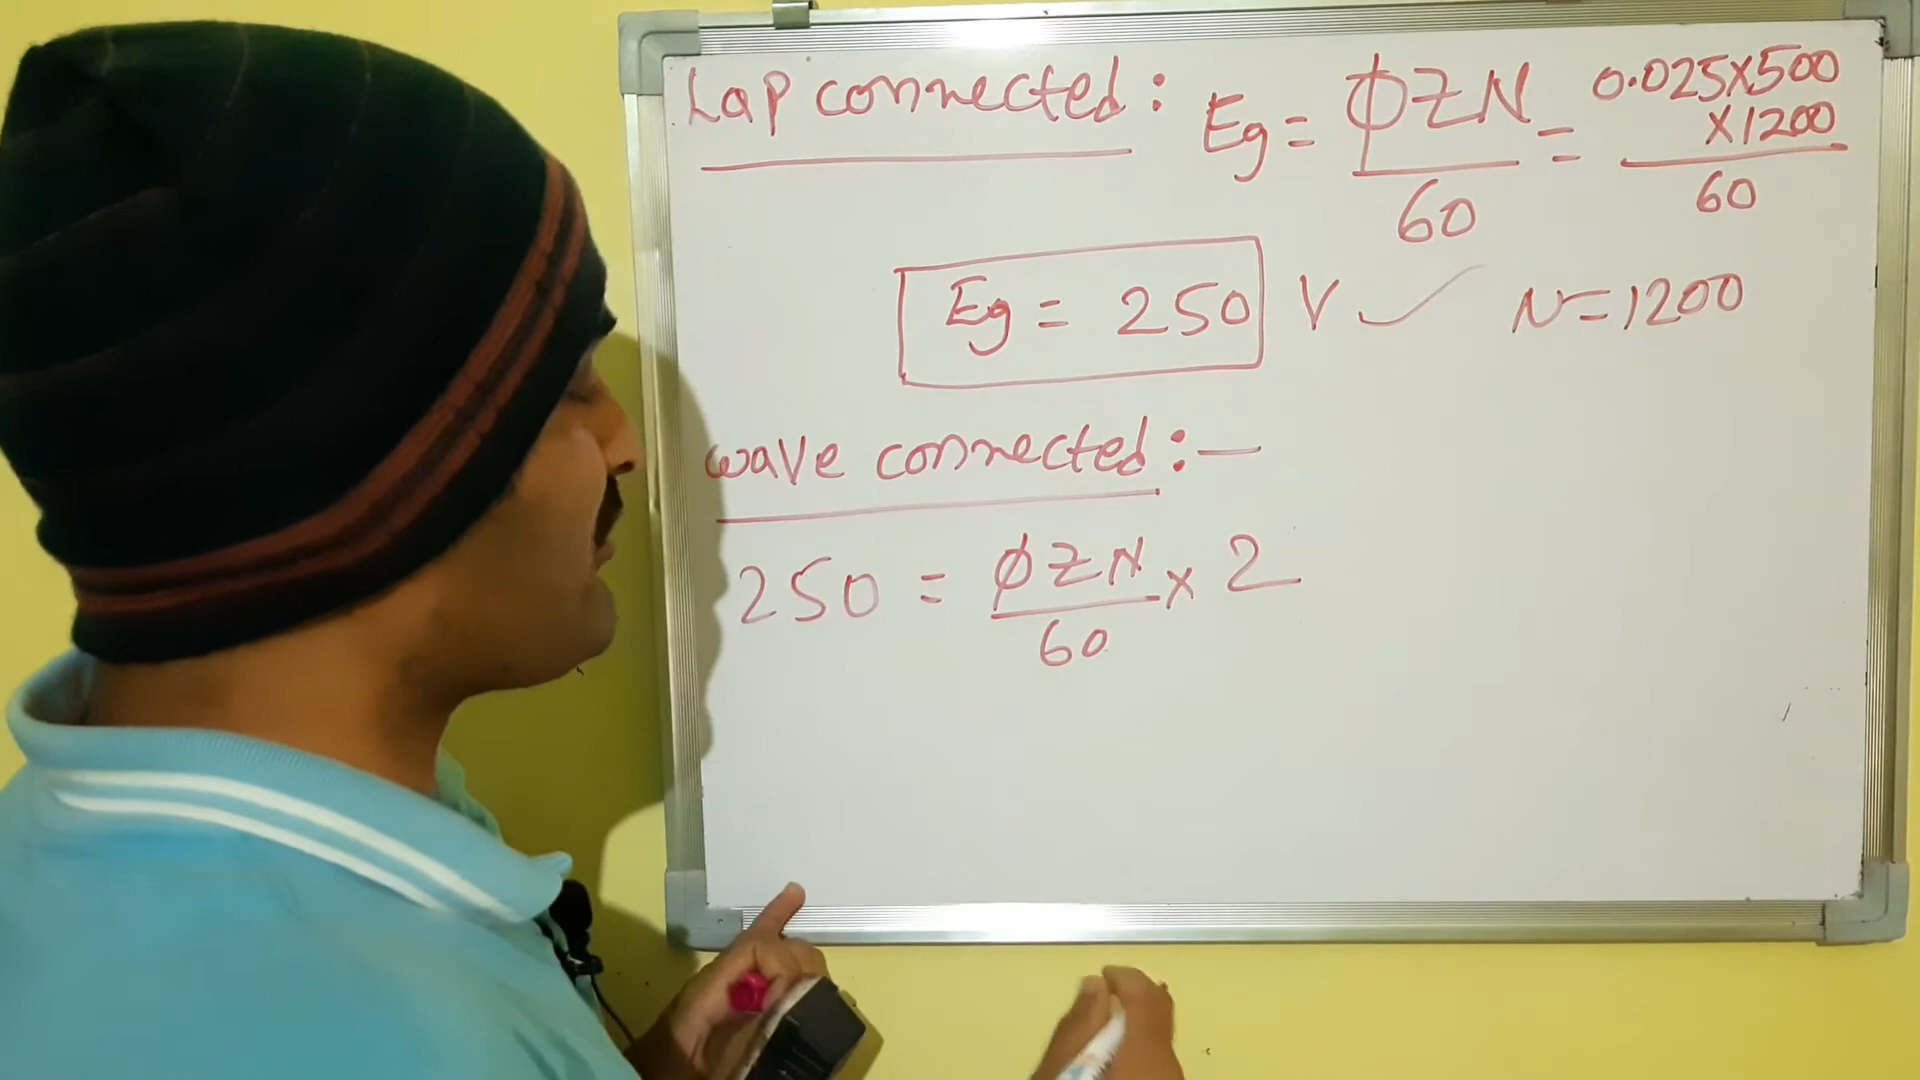 Lap connected: Eg = ϕZN/60 = 0.025x500 x1200/60
Eg = 250 V ✓ N=1200
wave connected:—
250 = ϕZN/60 x 2